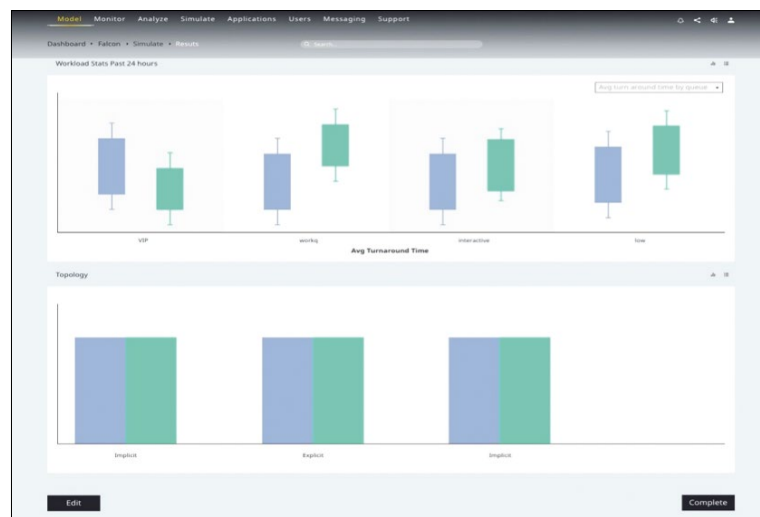 Model Monitor Analyze Simulate Applications Users Messaging Support
Dashboard • Falcon • Simulate • Results
Search...
Workload Stats Past 24 hours
Avg turn around time by queue
VIP workq interactive low
Avg Turnaround Time
Topology
Implicit Explicit Implicit
Edit Complete